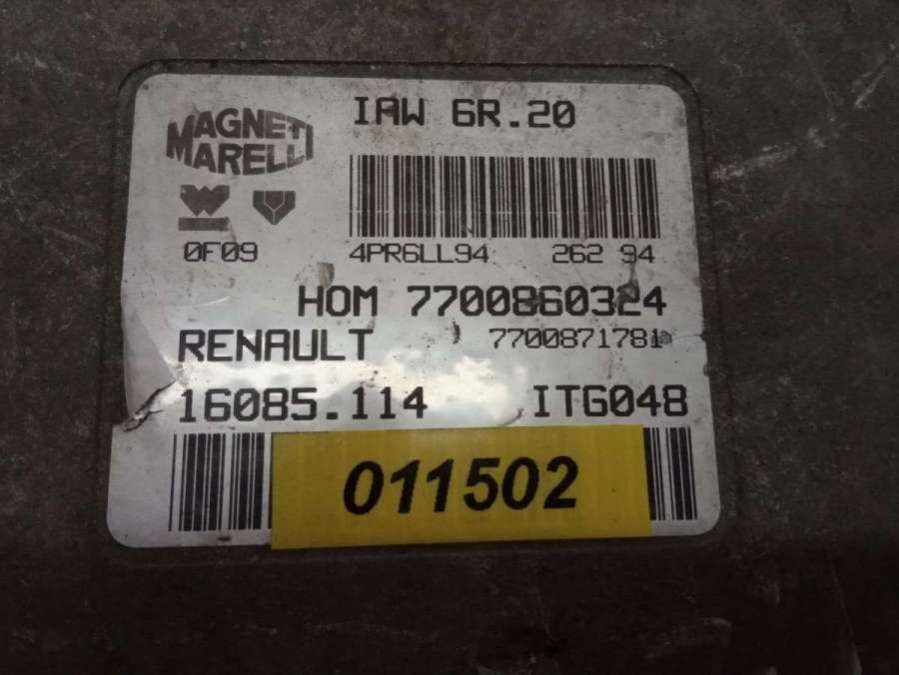 MAGNETI
MARELLI
IAW 6R.20
0F09
4PR6LL94 262 94
HOM 7700860324
RENAULT 7700871781
16085.114 ITG048
011502